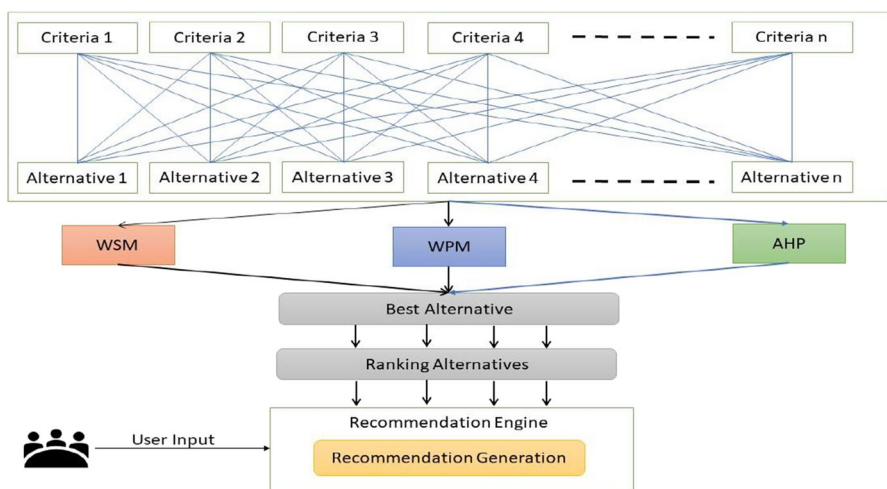 Criteria 1
Criteria 2
Criteria 3
Criteria 4
Criteria n
Alternative 1
Alternative 2
Alternative 3
Alternative 4
Alternative n
WSM
WPM
AHP
Best Alternative
Ranking Alternatives
Recommendation Engine
User Input
Recommendation Generation